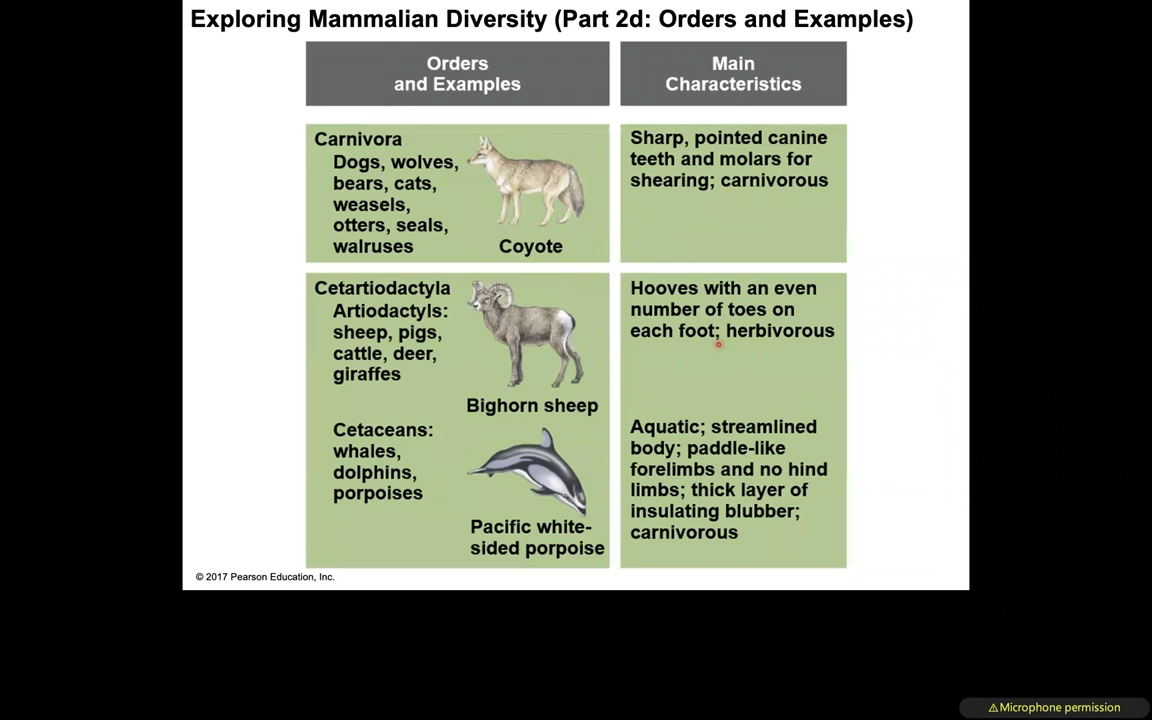 Exploring Mammalian Diversity (Part 2d: Orders and Examples)
Orders
and Examples
Main
Characteristics
Carnivora
Dogs, wolves,
bears, cats,
weasels,
otters, seals,
walruses
Coyote
Sharp, pointed canine
teeth and molars for
shearing; carnivorous
Cetartiodactyla
Artiodactyls:
sheep, pigs,
cattle, deer,
giraffes
Bighorn sheep
Hooves with an even
number of toes on
each foot; herbivorous
Cetaceans:
whales,
dolphins,
porpoises
Pacific white-
sided porpoise
Aquatic; streamlined
body; paddle-like
forelimbs and no hind
limbs; thick layer of
insulating blubber;
carnivorous
© 2017 Pearson Education, Inc.
⚠Microphone permission